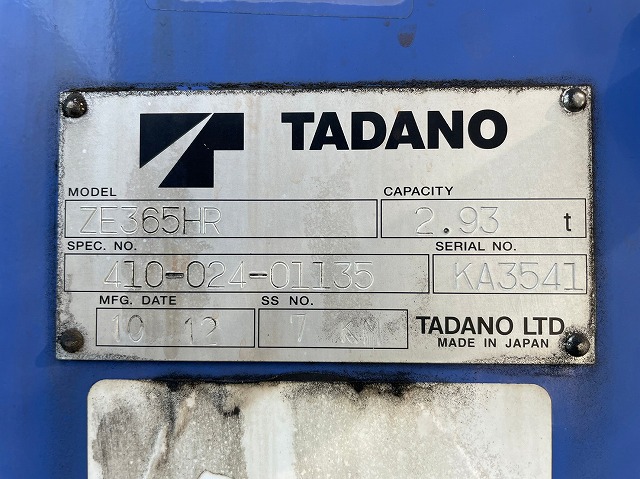 TADANO
MODEL
CAPACITY
ZE365HR
2.93 t
SPEC. NO.
SERIAL NO.
410-024-01135
KA3541
MFG. DATE
SS NO.
10 12
7 KM
TADANO LTD.
MADE IN JAPAN